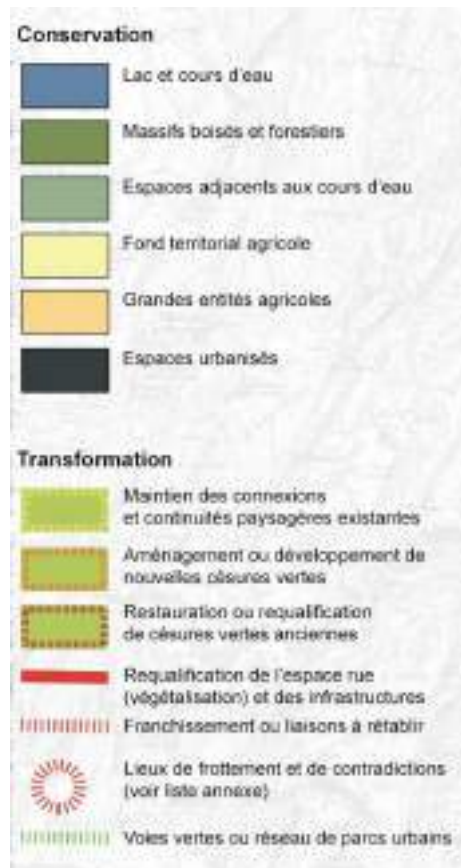 Conservation
Lac et cours d'eau
Massifs boisés et forestiers
Espaces adjacents aux cours d'eau
Fond territorial agricole
Grandes entités agricoles
Espaces urbanisés
Transformation
Maintien des connexions
et continuités paysagères existantes
Aménagement ou développement de
nouvelles césures vertes
Restauration ou requalification
de césures vertes anciennes
Requalification de l'espace rue
(végétalisation) et des infrastructures
Franchissement ou liaisons à rétablir
Lieux de frottement et de contradictions
(voir liste annexe)
Voies vertes ou réseau de parcs urbains